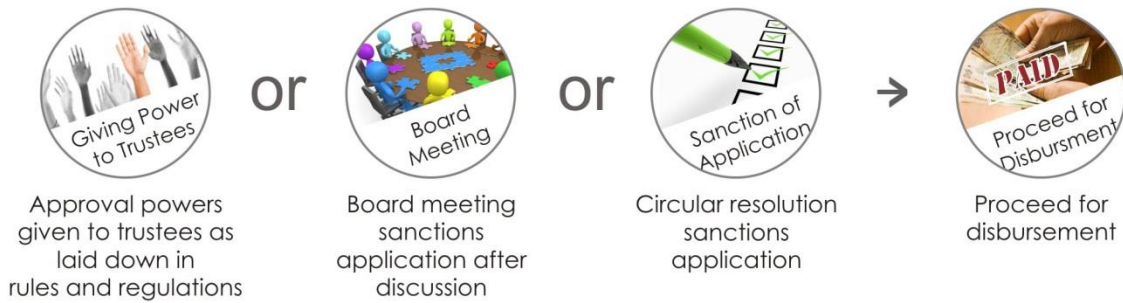 Giving Power
to Trustees
or
Board
Meeting
or
Sanction of
Application
→
PAID
Proceed for
Disbursment
Approval powers
given to trustees as
laid down in
rules and regulations
Board meeting
sanctions
application after
discussion
Circular resolution
sanctions
application
Proceed for
disbursement